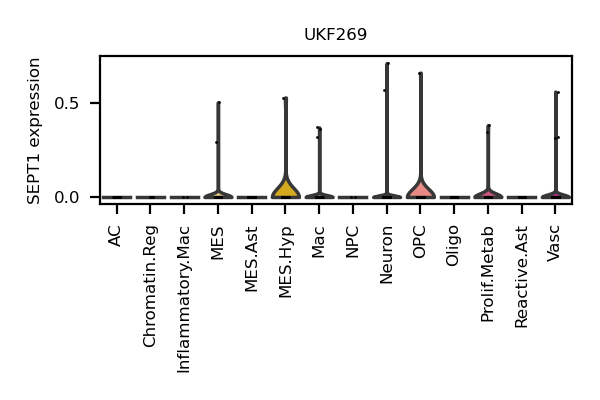 UKF269
SEPT1 expression
0.5
0.0
AC
Chromatin.Reg
Inflammatory.Mac
MES
MES.Ast
MES.Hyp
Mac
NPC
Neuron
OPC
Oligo
Prolif.Metab
Reactive.Ast
Vasc